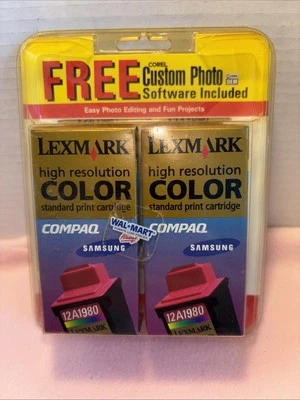 FREE
COREL
Custom Photo
Software Included
Easy Photo Editing and Fun Projects
LEXMARK
high resolution
COLOR
standard print cartridge
COMPAQ
SAMSUNG
12A1980
LEXMARK
LEXMARK
high resolution
COLOR
standard print cartridge
COMPAQ
SAMSUNG
12A1980
LEXMARK
WAL-MART